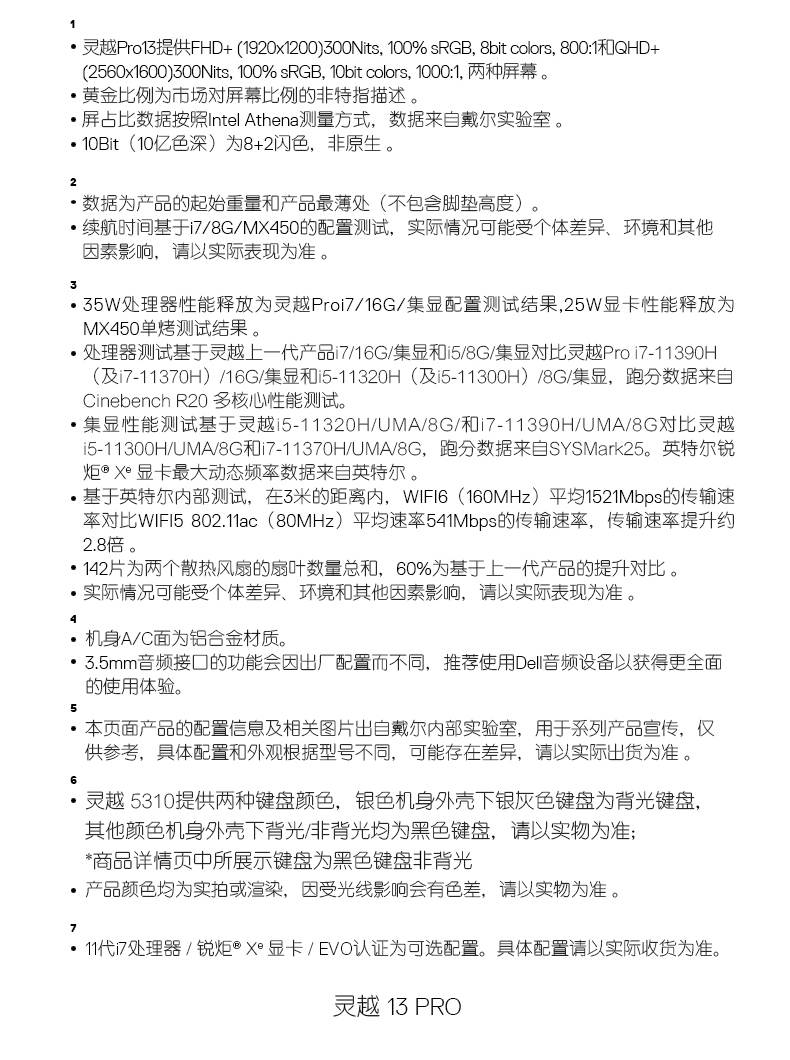 1
• 灵越Pro13提供FHD+ (1920x1200)300Nits, 100% sRGB, 8bit colors, 800:1和QHD+
(2560x1600)300Nits, 100% sRGB, 10bit colors, 1000:1, 两种屏幕 。
• 黄金比例为市场对屏幕比例的非特指描述 。
• 屏占比数据按照Intel Athena测量方式，数据来自戴尔实验室 。
• 10Bit（10亿色深）为8+2闪色，非原生 。
2
• 数据为产品的起始重量和产品最薄处（不包含脚垫高度）。
• 续航时间基于i7/8G/MX450的配置测试，实际情况可能受个体差异、环境和其他
因素影响，请以实际表现为准 。
3
• 35W处理器性能释放为灵越Proi7/16G/集显配置测试结果,25W显卡性能释放为
MX450单烤测试结果 。
• 处理器测试基于灵越上一代产品i7/16G/集显和i5/8G/集显对比灵越Pro i7-11390H
（及i7-11370H）/16G/集显和i5-11320H（及i5-11300H）/8G/集显，跑分数据来自
Cinebench R20 多核心性能测试。
• 集显性能测试基于灵越i5-11320H/UMA/8G/和i7-11390H/UMA/8G对比灵越
i5-11300H/UMA/8G和i7-11370H/UMA/8G，跑分数据来自SYSMark25。英特尔锐
炬® Xᵉ 显卡最大动态频率数据来自英特尔 。
• 基于英特尔内部测试，在3米的距离内，WIFI6（160MHz）平均1521Mbps的传输速
率对比WIFI5 802.11ac（80MHz）平均速率541Mbps的传输速率，传输速率提升约
2.8倍 。
• 142片为两个散热风扇的扇叶数量总和，60%为基于上一代产品的提升对比 。
• 实际情况可能受个体差异、环境和其他因素影响，请以实际表现为准 。
4
• 机身A/C面为铝合金材质。
• 3.5mm音频接口的功能会因出厂配置而不同，推荐使用Dell音频设备以获得更全面
的使用体验。
5
• 本页面产品的配置信息及相关图片出自戴尔内部实验室，用于系列产品宣传，仅
供参考，具体配置和外观根据型号不同，可能存在差异，请以实际出货为准 。
6
• 灵越 5310提供两种键盘颜色，银色机身外壳下银灰色键盘为背光键盘，
其他颜色机身外壳下背光/非背光均为黑色键盘，请以实物为准；
*商品详情页中所展示键盘为黑色键盘非背光
• 产品颜色均为实拍或渲染，因受光线影响会有色差，请以实物为准 。
7
• 11代i7处理器 / 锐炬® Xᵉ 显卡 / EVO认证为可选配置。具体配置请以实际收货为准。
灵越 13 PRO